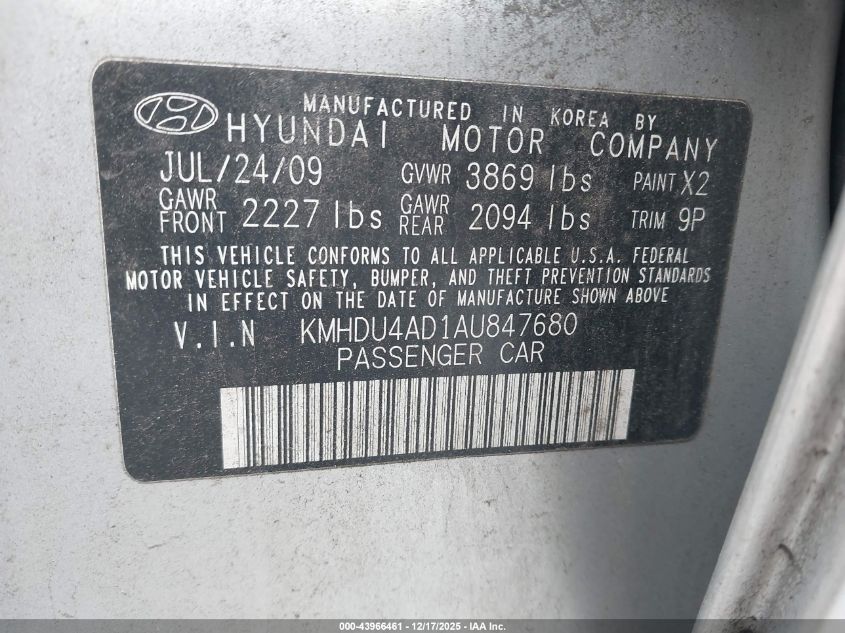 MANUFACTURED IN KOREA BY
HYUNDAI MOTOR COMPANY
JUL/24/09 GVWR 3869 lbs PAINT X2
GAWR FRONT 2227 lbs GAWR REAR 2094 lbs TRIM 9P
THIS VEHICLE CONFORMS TO ALL APPLICABLE U.S.A. FEDERAL
MOTOR VEHICLE SAFETY, BUMPER, AND THEFT PREVENTION STANDARDS
IN EFFECT ON THE DATE OF MANUFACTURE SHOWN ABOVE
V.I.N KMHDU4AD1AU847680
PASSENGER CAR
000-43966461 - 12/17/2025 - IAA Inc.